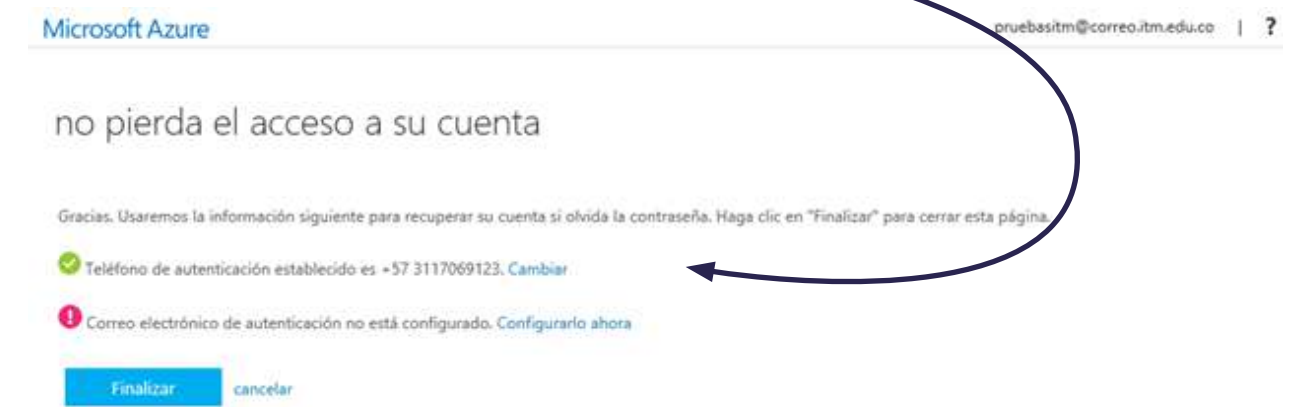 Microsoft Azure
pruebasitm@correo.itm.edu.co | ?
no pierda el acceso a su cuenta
Gracias. Usaremos la información siguiente para recuperar su cuenta si olvida la contraseña. Haga clic en "Finalizar" para cerrar esta página.
Teléfono de autenticación establecido es +57 3117069123. Cambiar
Correo electrónico de autenticación no está configurado. Configurarlo ahora
Finalizar cancelar